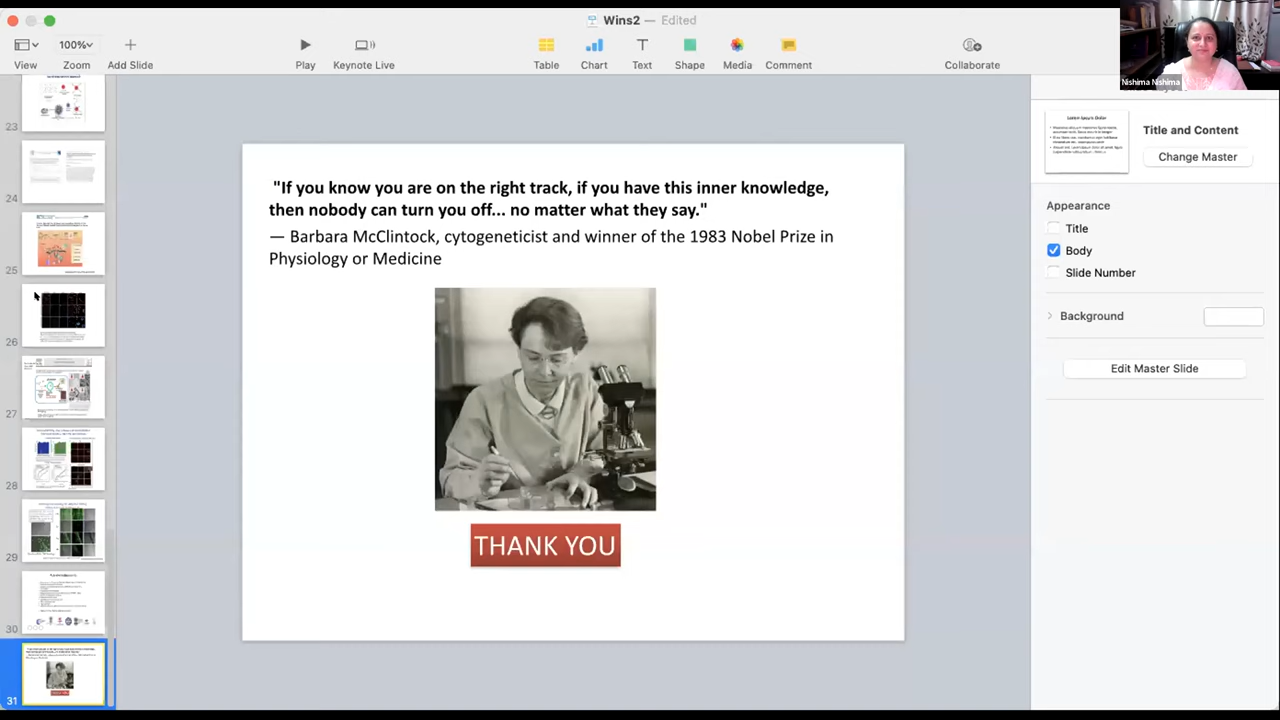 Wins2 — Edited
View
100%
Zoom
Add Slide
Play
Keynote Live
Table
Chart
Text
Shape
Media
Comment
Collaborate
Nishima Nishima
23
24
25
26
27
28
29
30
31
"If you know you are on the right track, if you have this inner knowledge,
then nobody can turn you off... no matter what they say."
— Barbara McClintock, cytogeneticist and winner of the 1983 Nobel Prize in
Physiology or Medicine
THANK YOU
Title and Content
Change Master
Appearance
Title
Body
Slide Number
Background
Edit Master Slide